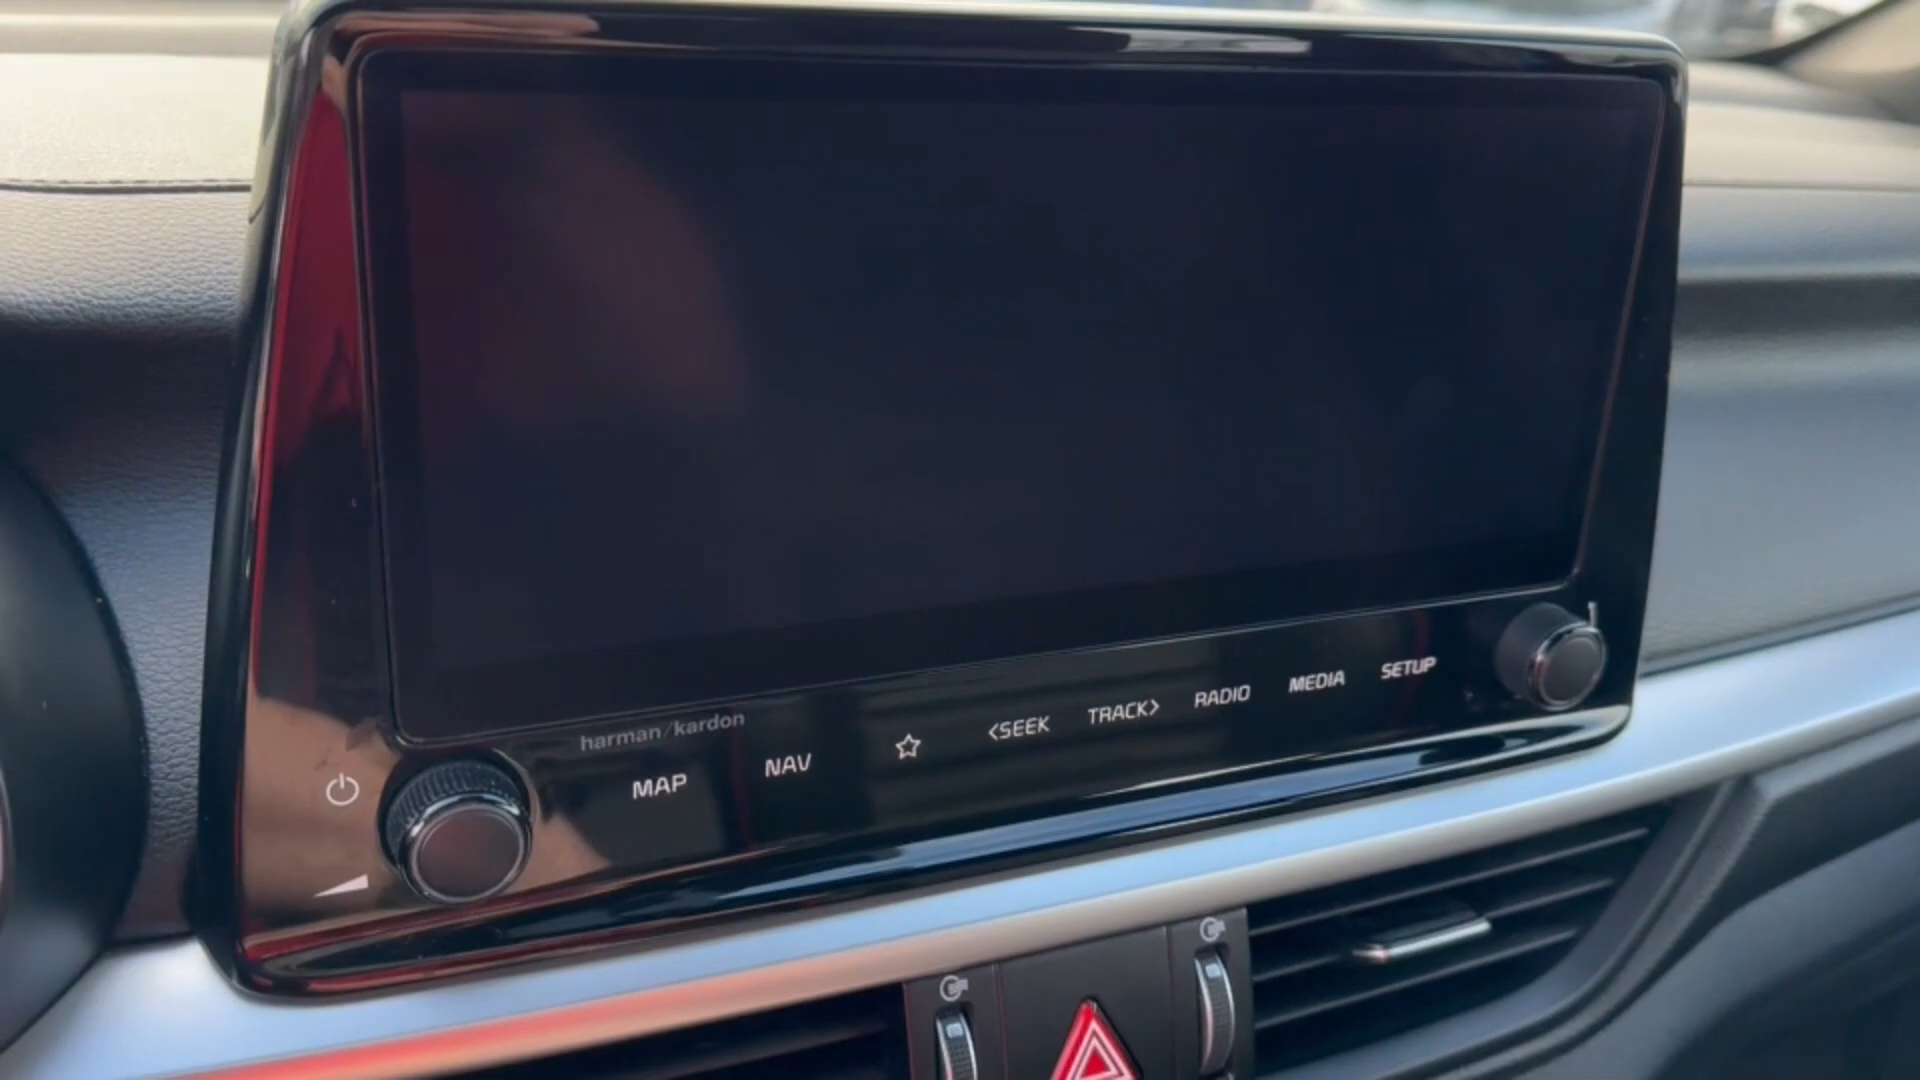 harman/kardon
MAP
NAV
<SEEK
TRACK>
RADIO
MEDIA
SETUP